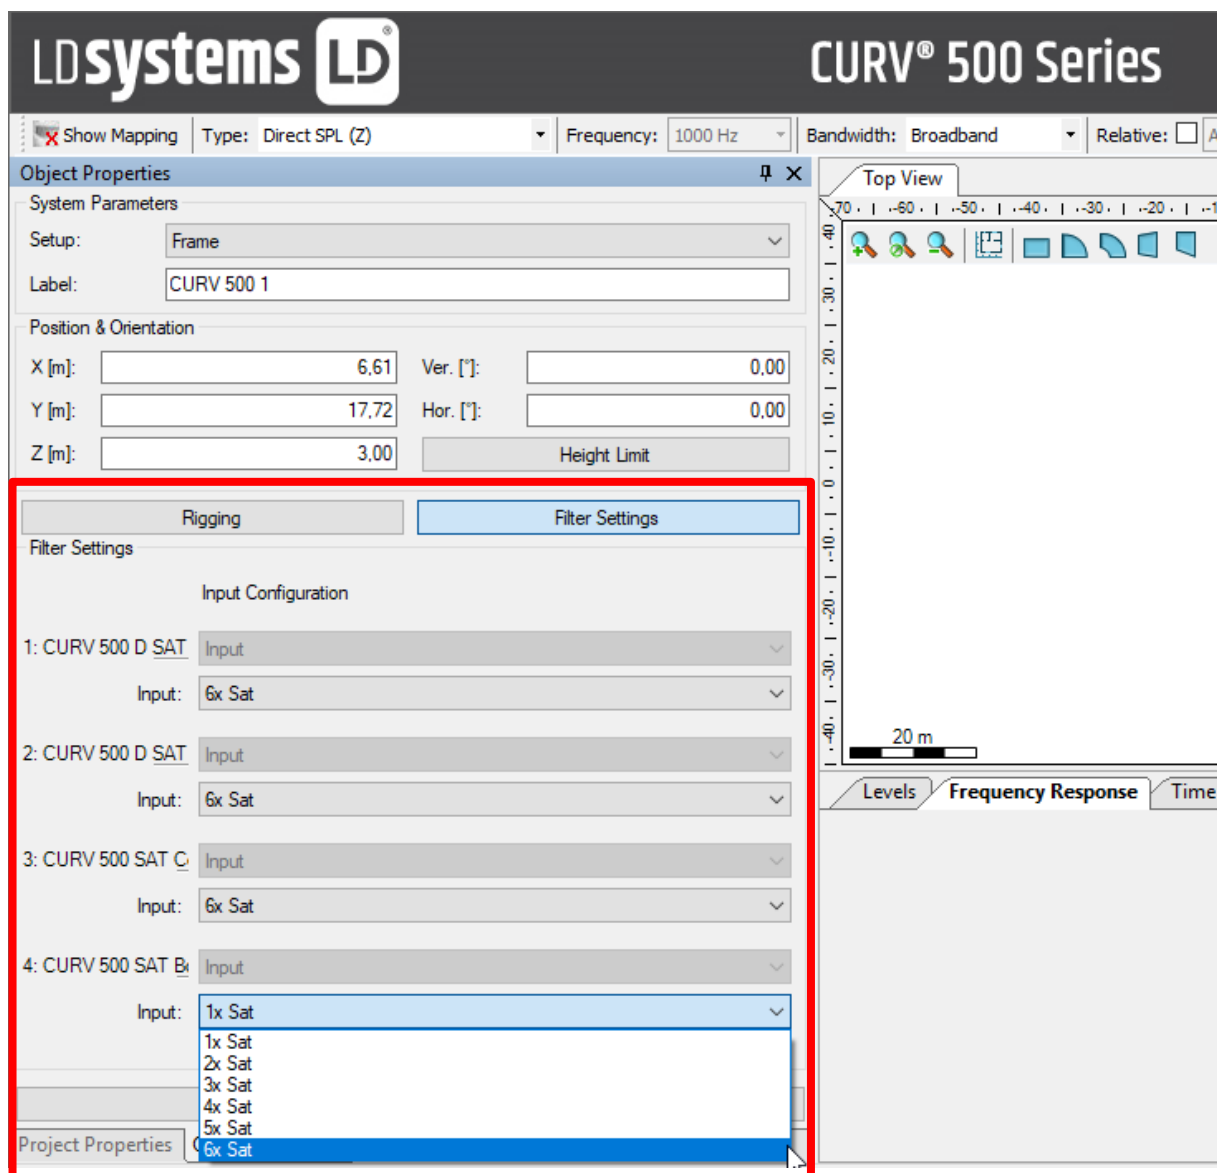 LDsystems LD®
CURV® 500 Series
Show Mapping Type: Direct SPL (Z) Frequency: 1000 Hz Bandwidth: Broadband Relative:
Object Properties
System Parameters
Setup: Frame
Label: CURV 500 1
Position & Orientation
X [m]: 6,61 Ver. [°]: 0,00
Y [m]: 17,72 Hor. [°]: 0,00
Z [m]: 3,00 Height Limit
Rigging Filter Settings
Filter Settings
Input Configuration
1: CURV 500 D SAT Input
Input: 6x Sat
2: CURV 500 D SAT Input
Input: 6x Sat
3: CURV 500 SAT Input
Input: 6x Sat
4: CURV 500 SAT Input
Input: 1x Sat
1x Sat
2x Sat
3x Sat
4x Sat
5x Sat
6x Sat
Project Properties
Top View
-70 -60 -50 -40 -30 -20
40
30
20
10
0
-10
-20
-30
-40
20 m
Levels Frequency Response Time